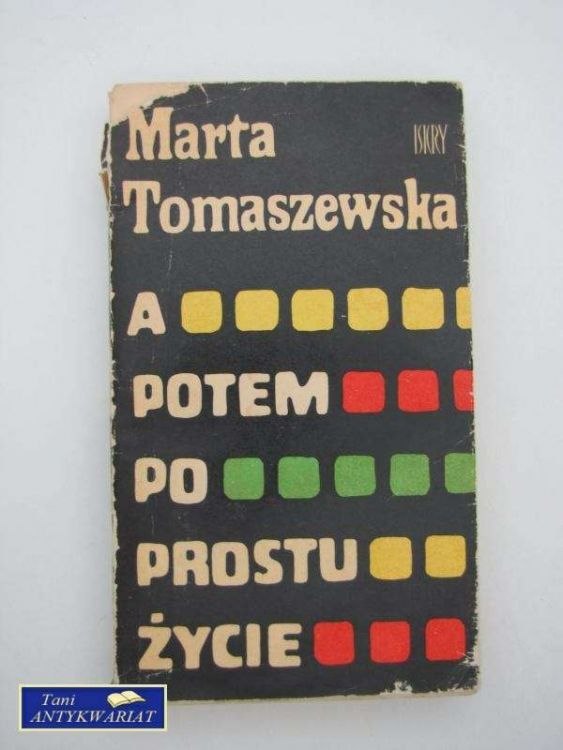 Marta
ISKRY
Tomaszewska
A
POTEM
PO
PROSTU
ŻYCIE
Tani
ANTYKWARIAT